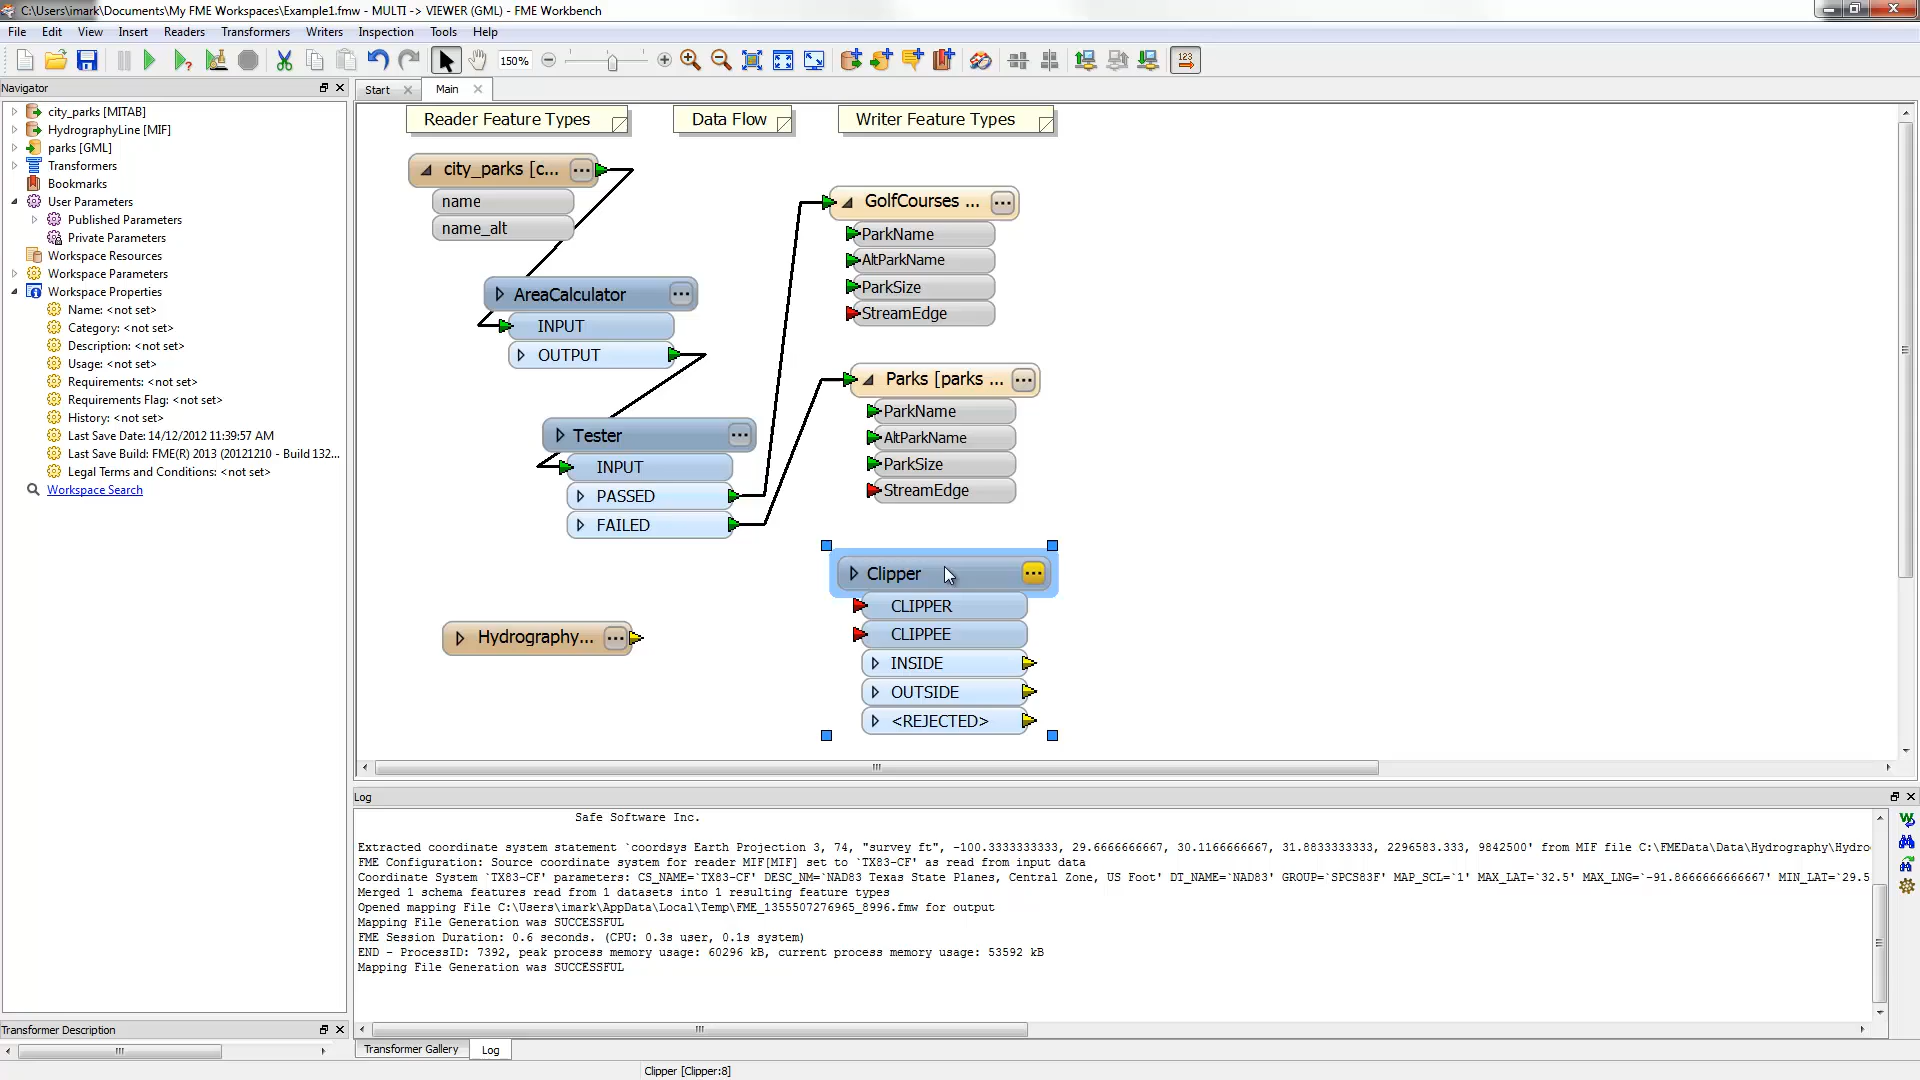 C:\Users\imark\Documents\My FME Workspaces\Example1.fmw - MULTI -> VIEWER (GML) - FME Workbench
File Edit View Insert Readers Transformers Writers Inspection Tools Help
150%
123
Navigator
city_parks [MITAB]
HydrographyLine [MIF]
parks [GML]
Transformers
Bookmarks
User Parameters
Published Parameters
Private Parameters
Workspace Resources
Workspace Parameters
Workspace Properties
Name: <not set>
Category: <not set>
Description: <not set>
Usage: <not set>
Requirements: <not set>
Requirements Flag: <not set>
History: <not set>
Last Save Date: 14/12/2012 11:39:57 AM
Last Save Build: FME(R) 2013 (20121210 - Build 132...
Legal Terms and Conditions: <not set>
Workspace Search
Transformer Description
Start Main
Reader Feature Types
Data Flow
Writer Feature Types
city_parks [c...
name
name_alt
AreaCalculator
INPUT
OUTPUT
Tester
INPUT
PASSED
FAILED
Hydrography...
GolfCourses ...
ParkName
AltParkName
ParkSize
StreamEdge
Parks [parks ...
ParkName
AltParkName
ParkSize
StreamEdge
Clipper
CLIPPER
CLIPPEE
INSIDE
OUTSIDE
<REJECTED>
Log
Safe Software Inc.
Extracted coordinate system statement `coordsys Earth Projection 3, 74, "survey ft", -100.3333333333, 29.6666666667, 30.1166666667, 31.8833333333, 2296583.333, 9842500' from MIF file C:\FMEData\Data\Hydrography\Hydro
FME Configuration: Source coordinate system for reader MIF[MIF] set to `TX83-CF' as read from input data
Coordinate System `TX83-CF' parameters: CS_NAME=`TX83-CF' DESC_NM=`NAD83 Texas State Planes, Central Zone, US Foot' DT_NAME=`NAD83' GROUP=`SPCS83F' MAP_SCL=`1' MAX_LAT=`32.5' MAX_LNG=`-91.8666666666667' MIN_LAT=`29.5
Merged 1 schema features read from 1 datasets into 1 resulting feature types
Opened mapping File C:\Users\imark\AppData\Local\Temp\FME_1355507276965_8996.fmw for output
Mapping File Generation was SUCCESSFUL
FME Session Duration: 0.6 seconds. (CPU: 0.3s user, 0.1s system)
END - ProcessID: 7392, peak process memory usage: 60296 kB, current process memory usage: 53592 kB
Mapping File Generation was SUCCESSFUL
Transformer Gallery Log
Clipper [Clipper:8]